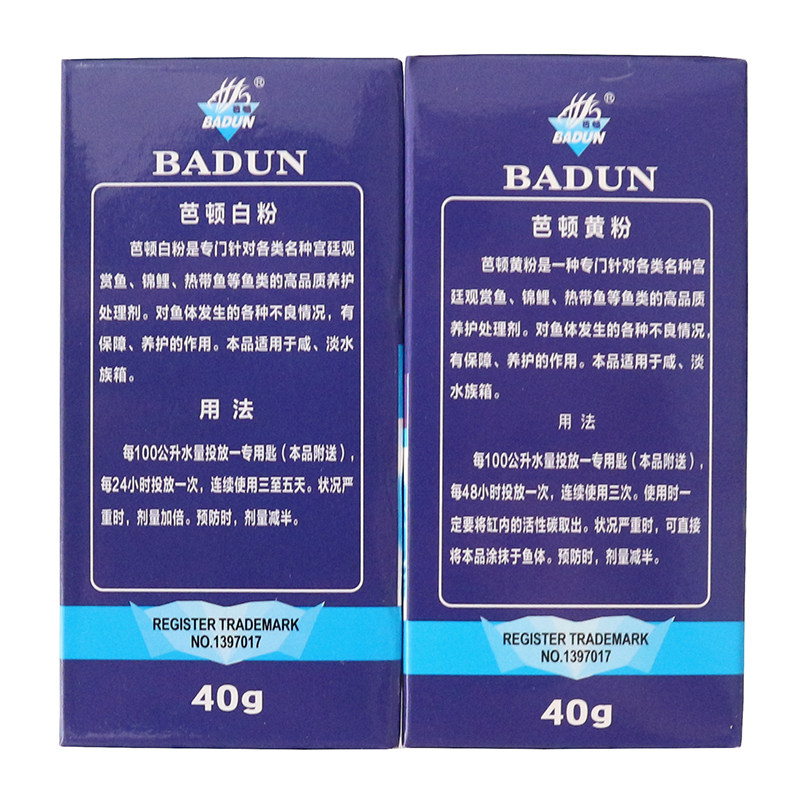 ®
BADUN
BADUN
芭顿白粉
芭顿白粉是专门针对各类名种宫廷观
赏鱼、锦鲤、热带鱼等鱼类的高品质养护
处理剂。对鱼体发生的各种不良情况，有
保障、养护的作用。本品适用于咸、淡水
族箱。
用法
每100公升水量投放一专用匙（本品附送），
每24小时投放一次，连续使用三至五天。状况严
重时，剂量加倍。预防时，剂量减半。
REGISTER TRADEMARK
NO.1397017
40g
®
BADUN
BADUN
芭顿黄粉
芭顿黄粉是一种专门针对各类名种宫
廷观赏鱼、锦鲤、热带鱼等鱼类的高品质
养护处理剂。对鱼体发生的各种不良情况，
有保障、养护的作用。本品适用于咸、淡
水族箱。
用法
每100公升水量投放一专用匙（本品附送），
每48小时投放一次，连续使用三次。使用时一
定要将缸内的活性碳取出。状况严重时，可直接
将本品涂抹于鱼体。预防时，剂量减半。
REGISTER TRADEMARK
NO.1397017
40g